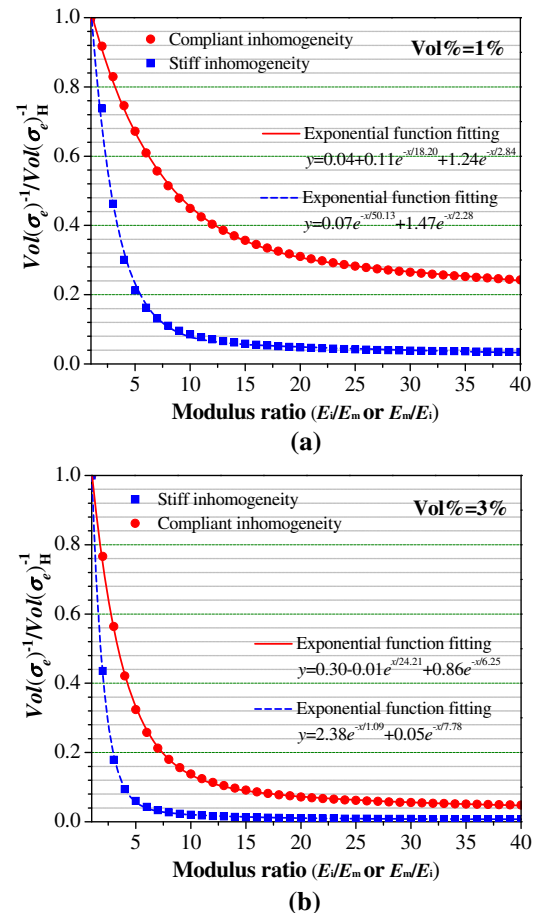 (a)
1.0
0.8
0.6
0.4
0.2
0.0
Vol(σe)⁻¹/Vol(σe)H⁻¹
Compliant inhomogeneity
Stiff inhomogeneity
Vol%=1%
Exponential function fitting
y=0.04+0.11e^-x/18.20+1.24e^-x/2.84
Exponential function fitting
y=0.07e^-x/50.13+1.47e^-x/2.28
5 10 15 20 25 30 35 40
Modulus ratio (Ei/Em or Em/Ei)
(a)
1.0
0.8
0.6
0.4
0.2
0.0
Vol(σe)⁻¹/Vol(σe)H⁻¹
Stiff inhomogeneity
Compliant inhomogeneity
Vol%=3%
Exponential function fitting
y=0.30-0.01e^x/24.21+0.86e^-x/6.25
Exponential function fitting
y=2.38e^-x/1.09+0.05e^-x/7.78
5 10 15 20 25 30 35 40
Modulus ratio (Ei/Em or Em/Ei)
(b)